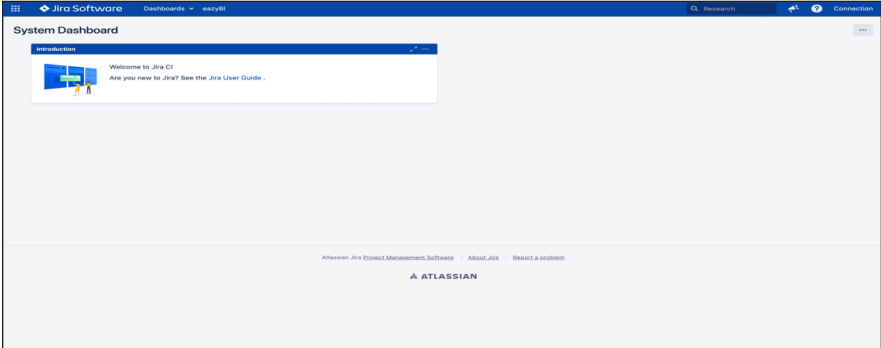 Jira Software Dashboards eazyBI Research Connection
System Dashboard
Introduction
Welcome to Jira CI
Are you new to Jira? See the Jira User Guide .
Atlassian Jira Project Management Software · About Jira · Report a problem
ATLASSIAN